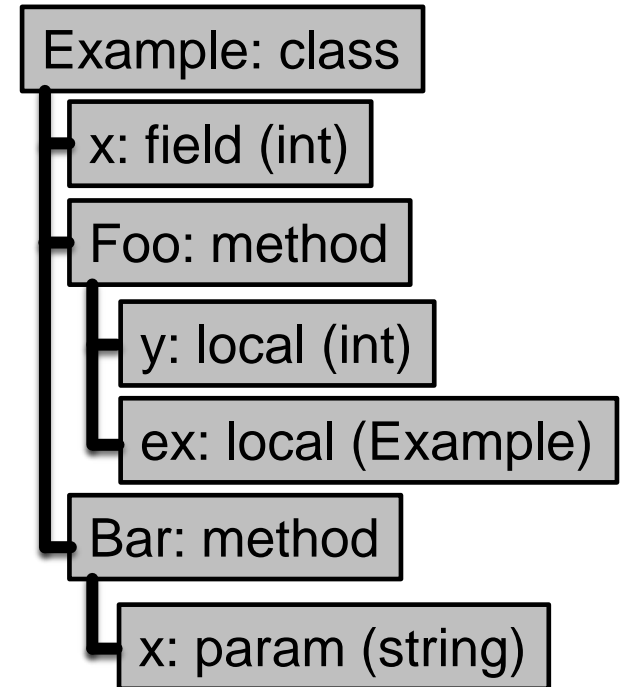 Example: class
x: field (int)
Foo: method
y: local (int)
ex: local (Example)
Bar: method
x: param (string)